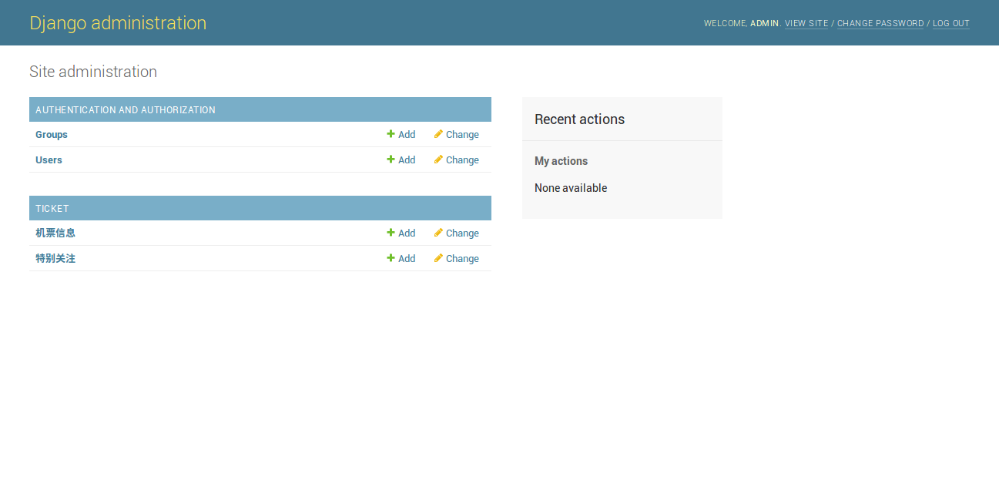 Django administration
WELCOME, ADMIN. VIEW SITE / CHANGE PASSWORD / LOG OUT
Site administration
AUTHENTICATION AND AUTHORIZATION
Groups Add Change
Users Add Change
TICKET
机票信息 Add Change
特别关注 Add Change
Recent actions
My actions
None available